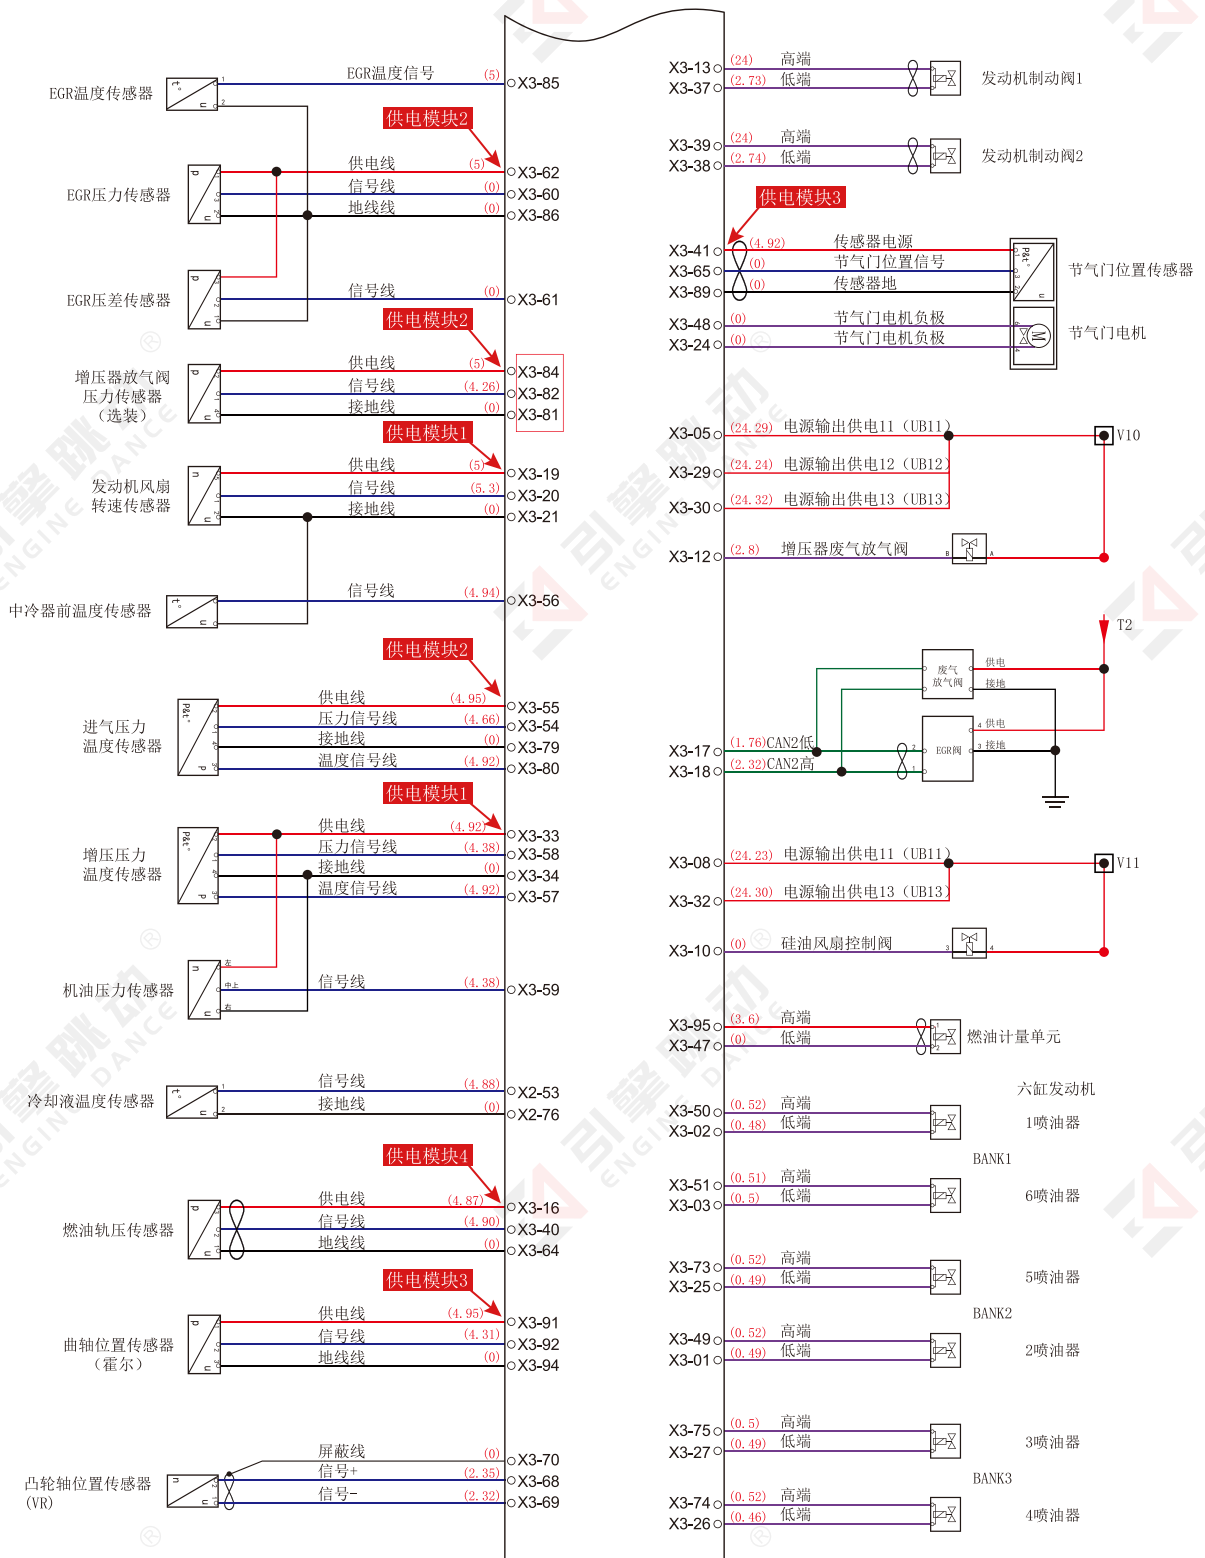 EGR温度传感器
1
2
t°
u
EGR温度信号
(5)
X3-85
供电模块2
EGR压力传感器
供电线
(5)
X3-62
信号线
(0)
X3-60
地线线
(0)
X3-86
EGR压差传感器
信号线
(0)
X3-61
供电模块2
增压器放气阀
压力传感器
（选装）
供电线
(5)
X3-84
信号线
(4.26)
X3-82
接地线
(0)
X3-81
供电模块1
发动机风扇
转速传感器
供电线
(5)
X3-19
信号线
(5.3)
X3-20
接地线
(0)
X3-21
中冷器前温度传感器
信号线
(4.94)
X3-56
供电模块2
进气压力
温度传感器
供电线
(4.95)
X3-55
压力信号线
(4.66)
X3-54
接地线
(0)
X3-79
温度信号线
(4.92)
X3-80
供电模块1
增压压力
温度传感器
供电线
(4.92)
X3-33
压力信号线
(4.38)
X3-58
接地线
(0)
X3-34
温度信号线
(4.92)
X3-57
机油压力传感器
左
中上
右
信号线
(4.38)
X3-59
冷却液温度传感器
信号线
(4.88)
X2-53
接地线
(0)
X2-76
供电模块4
燃油轨压传感器
供电线
(4.87)
X3-16
信号线
(4.90)
X3-40
地线线
(0)
X3-64
供电模块3
曲轴位置传感器
（霍尔）
供电线
(4.95)
X3-91
信号线
(4.31)
X3-92
地线线
(0)
X3-94
凸轮轴位置传感器
(VR)
屏蔽线
(0)
X3-70
信号+
(2.35)
X3-68
信号-
(2.32)
X3-69
X3-13
(24)
高端
X3-37
(2.73)
低端
发动机制动阀1
X3-39
(24)
高端
X3-38
(2.74)
低端
发动机制动阀2
供电模块3
X3-41
(4.92)
传感器电源
X3-65
(0)
节气门位置信号
X3-89
(0)
传感器地
P&t°
u
节气门位置传感器
X3-48
(0)
节气门电机负极
X3-24
(0)
节气门电机负极
M
节气门电机
X3-05
(24.29)
电源输出供电11（UB11）
V10
X3-29
(24.24)
电源输出供电12（UB12）
X3-30
(24.32)
电源输出供电13（UB13）
X3-12
(2.8)
增压器废气放气阀
B
A
T2
废气
放气阀
供电
接地
X3-17
(1.76)CAN2低
X3-18
(2.32)CAN2高
2
1
EGR阀
4 供电
3 接地
X3-08
(24.23)
电源输出供电11（UB11）
V11
X3-32
(24.30)
电源输出供电13（UB13）
X3-10
(0)
硅油风扇控制阀
3
4
X3-95
(3.6)
高端
X3-47
(0)
低端
1
2
燃油计量单元
六缸发动机
X3-50
(0.52)
高端
X3-02
(0.48)
低端
1喷油器
BANK1
X3-51
(0.51)
高端
X3-03
(0.5)
低端
6喷油器
X3-73
(0.52)
高端
X3-25
(0.49)
低端
5喷油器
BANK2
X3-49
(0.52)
高端
X3-01
(0.49)
低端
2喷油器
X3-75
(0.5)
高端
X3-27
(0.49)
低端
3喷油器
BANK3
X3-74
(0.52)
高端
X3-26
(0.46)
低端
4喷油器
引擎跳动
ENGINE DANCE